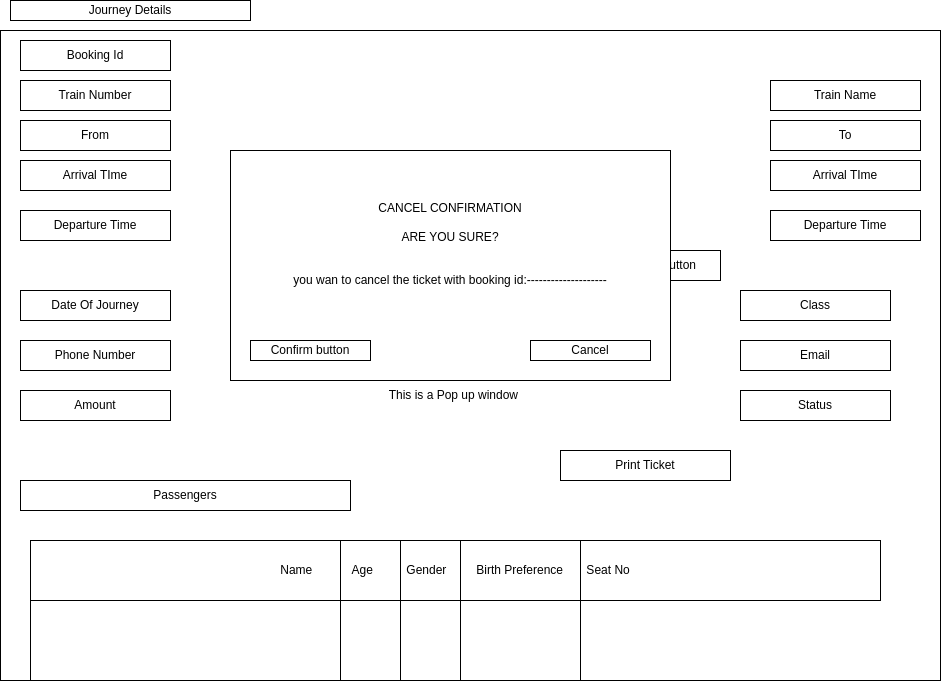 Journey Details
Booking Id
Train Number
Train Name
From
To
Arrival TIme
Arrival TIme
Departure Time
Departure Time
CANCEL CONFIRMATION
ARE YOU SURE?
you wan to cancel the ticket with booking id:--------------------
Confirm button
Cancel
This is a Pop up window
Date Of Journey
Class
Phone Number
Email
Amount
Status
Print Ticket
Passengers
Name Age Gender Birth Preference Seat No